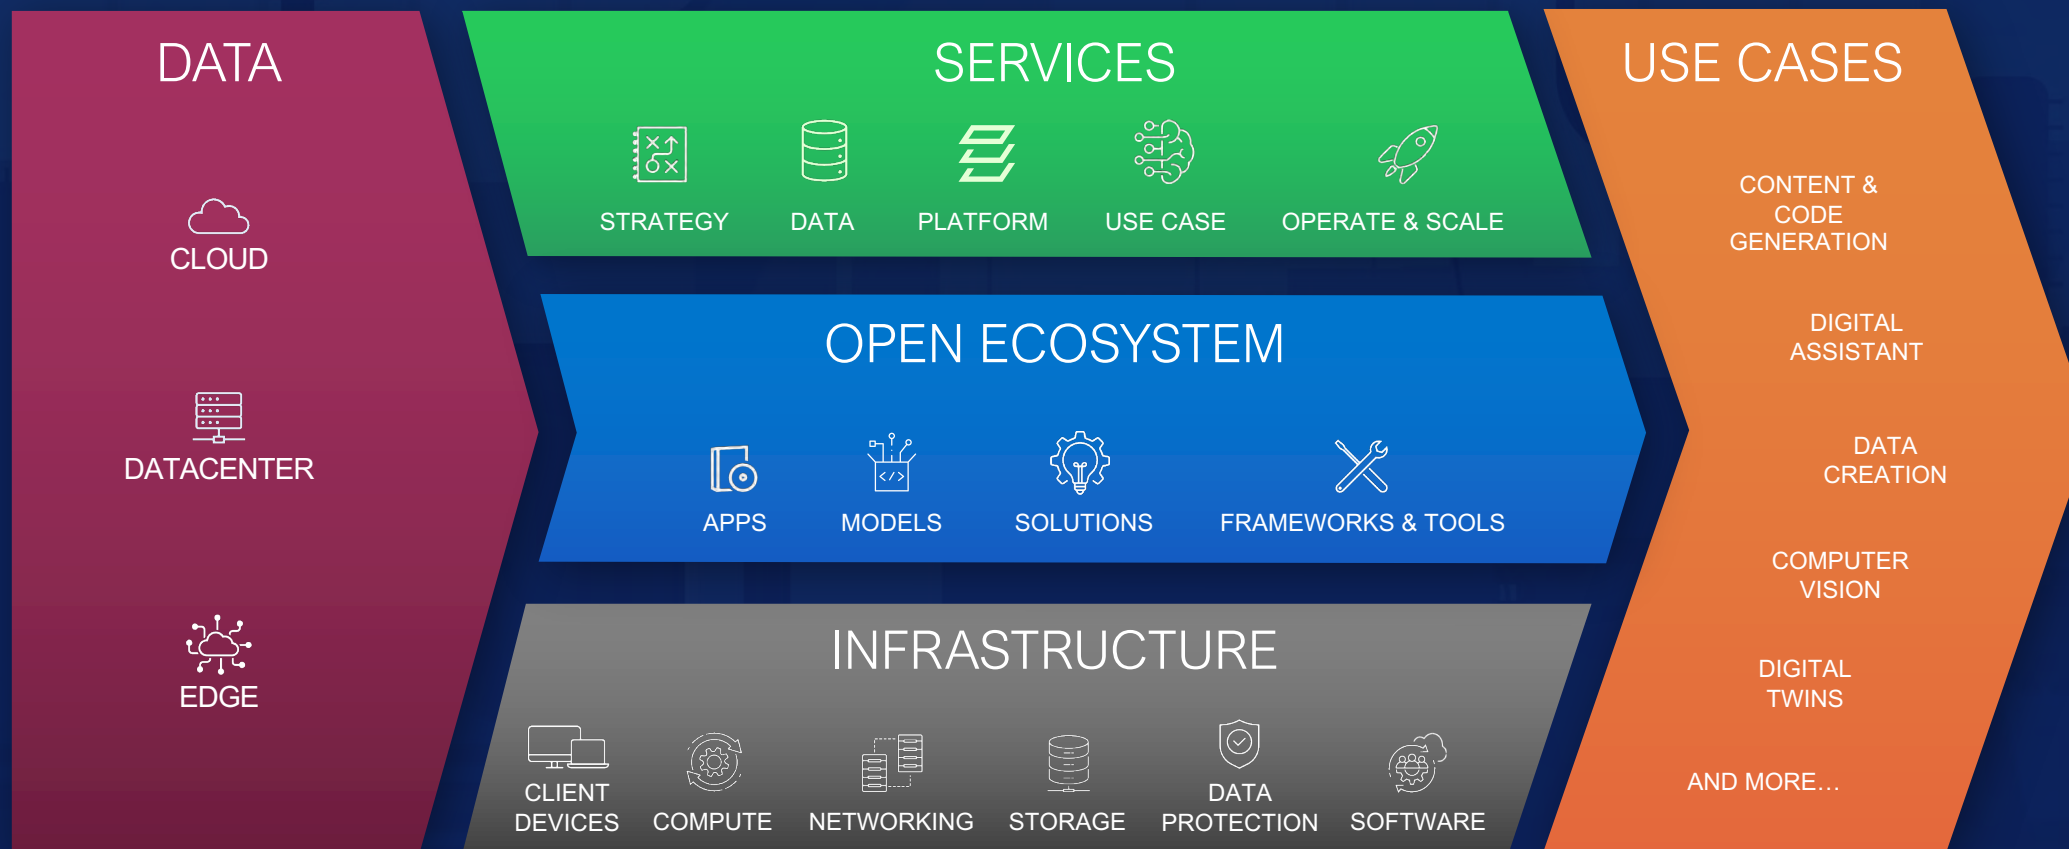 DATA
CLOUD
DATACENTER
EDGE
SERVICES
STRATEGY
DATA
PLATFORM
USE CASE
OPERATE & SCALE
OPEN ECOSYSTEM
APPS
MODELS
SOLUTIONS
FRAMEWORKS & TOOLS
INFRASTRUCTURE
CLIENT
DEVICES
COMPUTE
NETWORKING
STORAGE
DATA
PROTECTION
SOFTWARE
USE CASES
CONTENT &
CODE
GENERATION
DIGITAL
ASSISTANT
DATA
CREATION
COMPUTER
VISION
DIGITAL
TWINS
AND MORE...